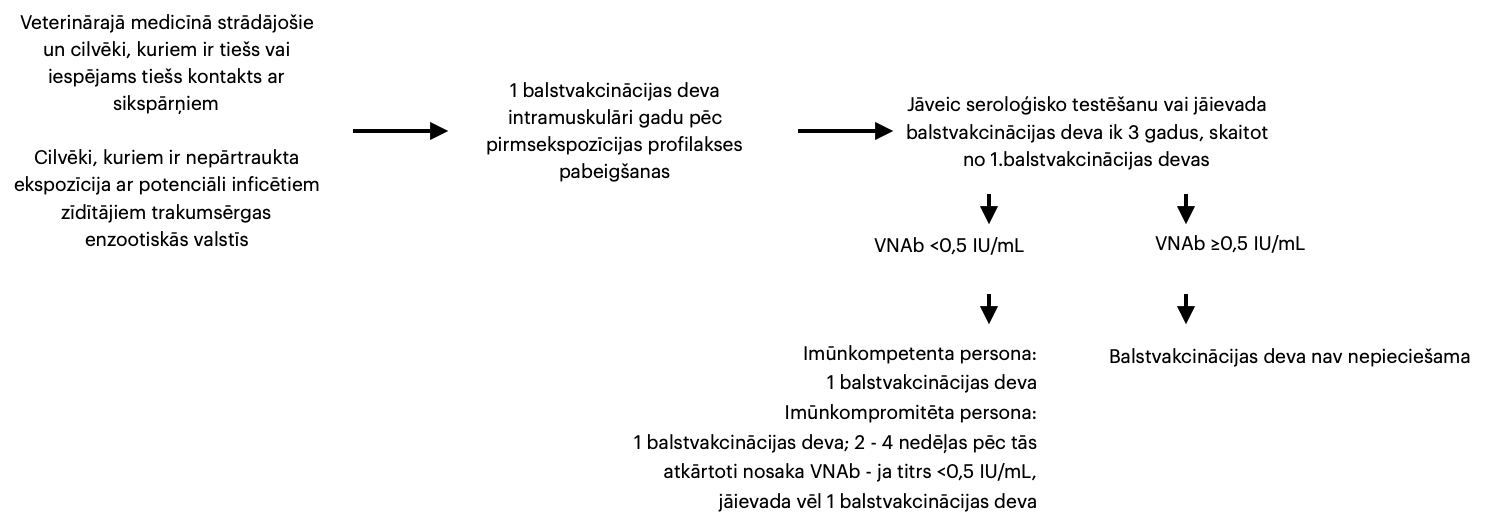 Veterinārajā medicīnā strādājošie
un cilvēki, kuriem ir tiešs vai
iespējams tiešs kontakts ar
sikspārņiem
Cilvēki, kuriem ir nepārtraukta
ekspozīcija ar potenciāli inficētiem
zīdītājiem trakumsērgas
enzootiskās valstīs
1 balstvakcinācijas deva
intramuskulāri gadu pēc
pirmsekspozīcijas profilakses
pabeigšanas
Jāveic seroloģisko testēšanu vai jāievada
balstvakcinācijas deva ik 3 gadus, skaitot
no 1.balstvakcinācijas devas
VNAb <0,5 IU/mL
VNAb ≥0,5 IU/mL
Imūnkompetenta persona:
1 balstvakcinācijas deva
Imūnkompromitēta persona:
1 balstvakcinācijas deva; 2 - 4 nedēļas pēc tās
atkārtoti nosaka VNAb - ja titrs <0,5 IU/mL,
jāievada vēl 1 balstvakcinācijas deva
Balstvakcinācijas deva nav nepieciešama